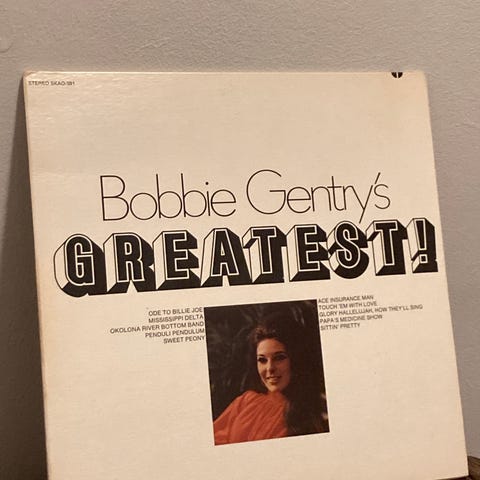 STEREO SKAO-381
Bobbie Gentry's
GREATEST!
ODE TO BILLIE JOE
MISSISSIPPI DELTA
OKOLONA RIVER BOTTOM BAND
PENDULI PENDULUM
SWEET PEONY
ACE INSURANCE MAN
TOUCH 'EM WITH LOVE
GLORY HALLELUJAH, HOW THEY'LL SING
PAPA'S MEDICINE SHOW
SITTIN' PRETTY